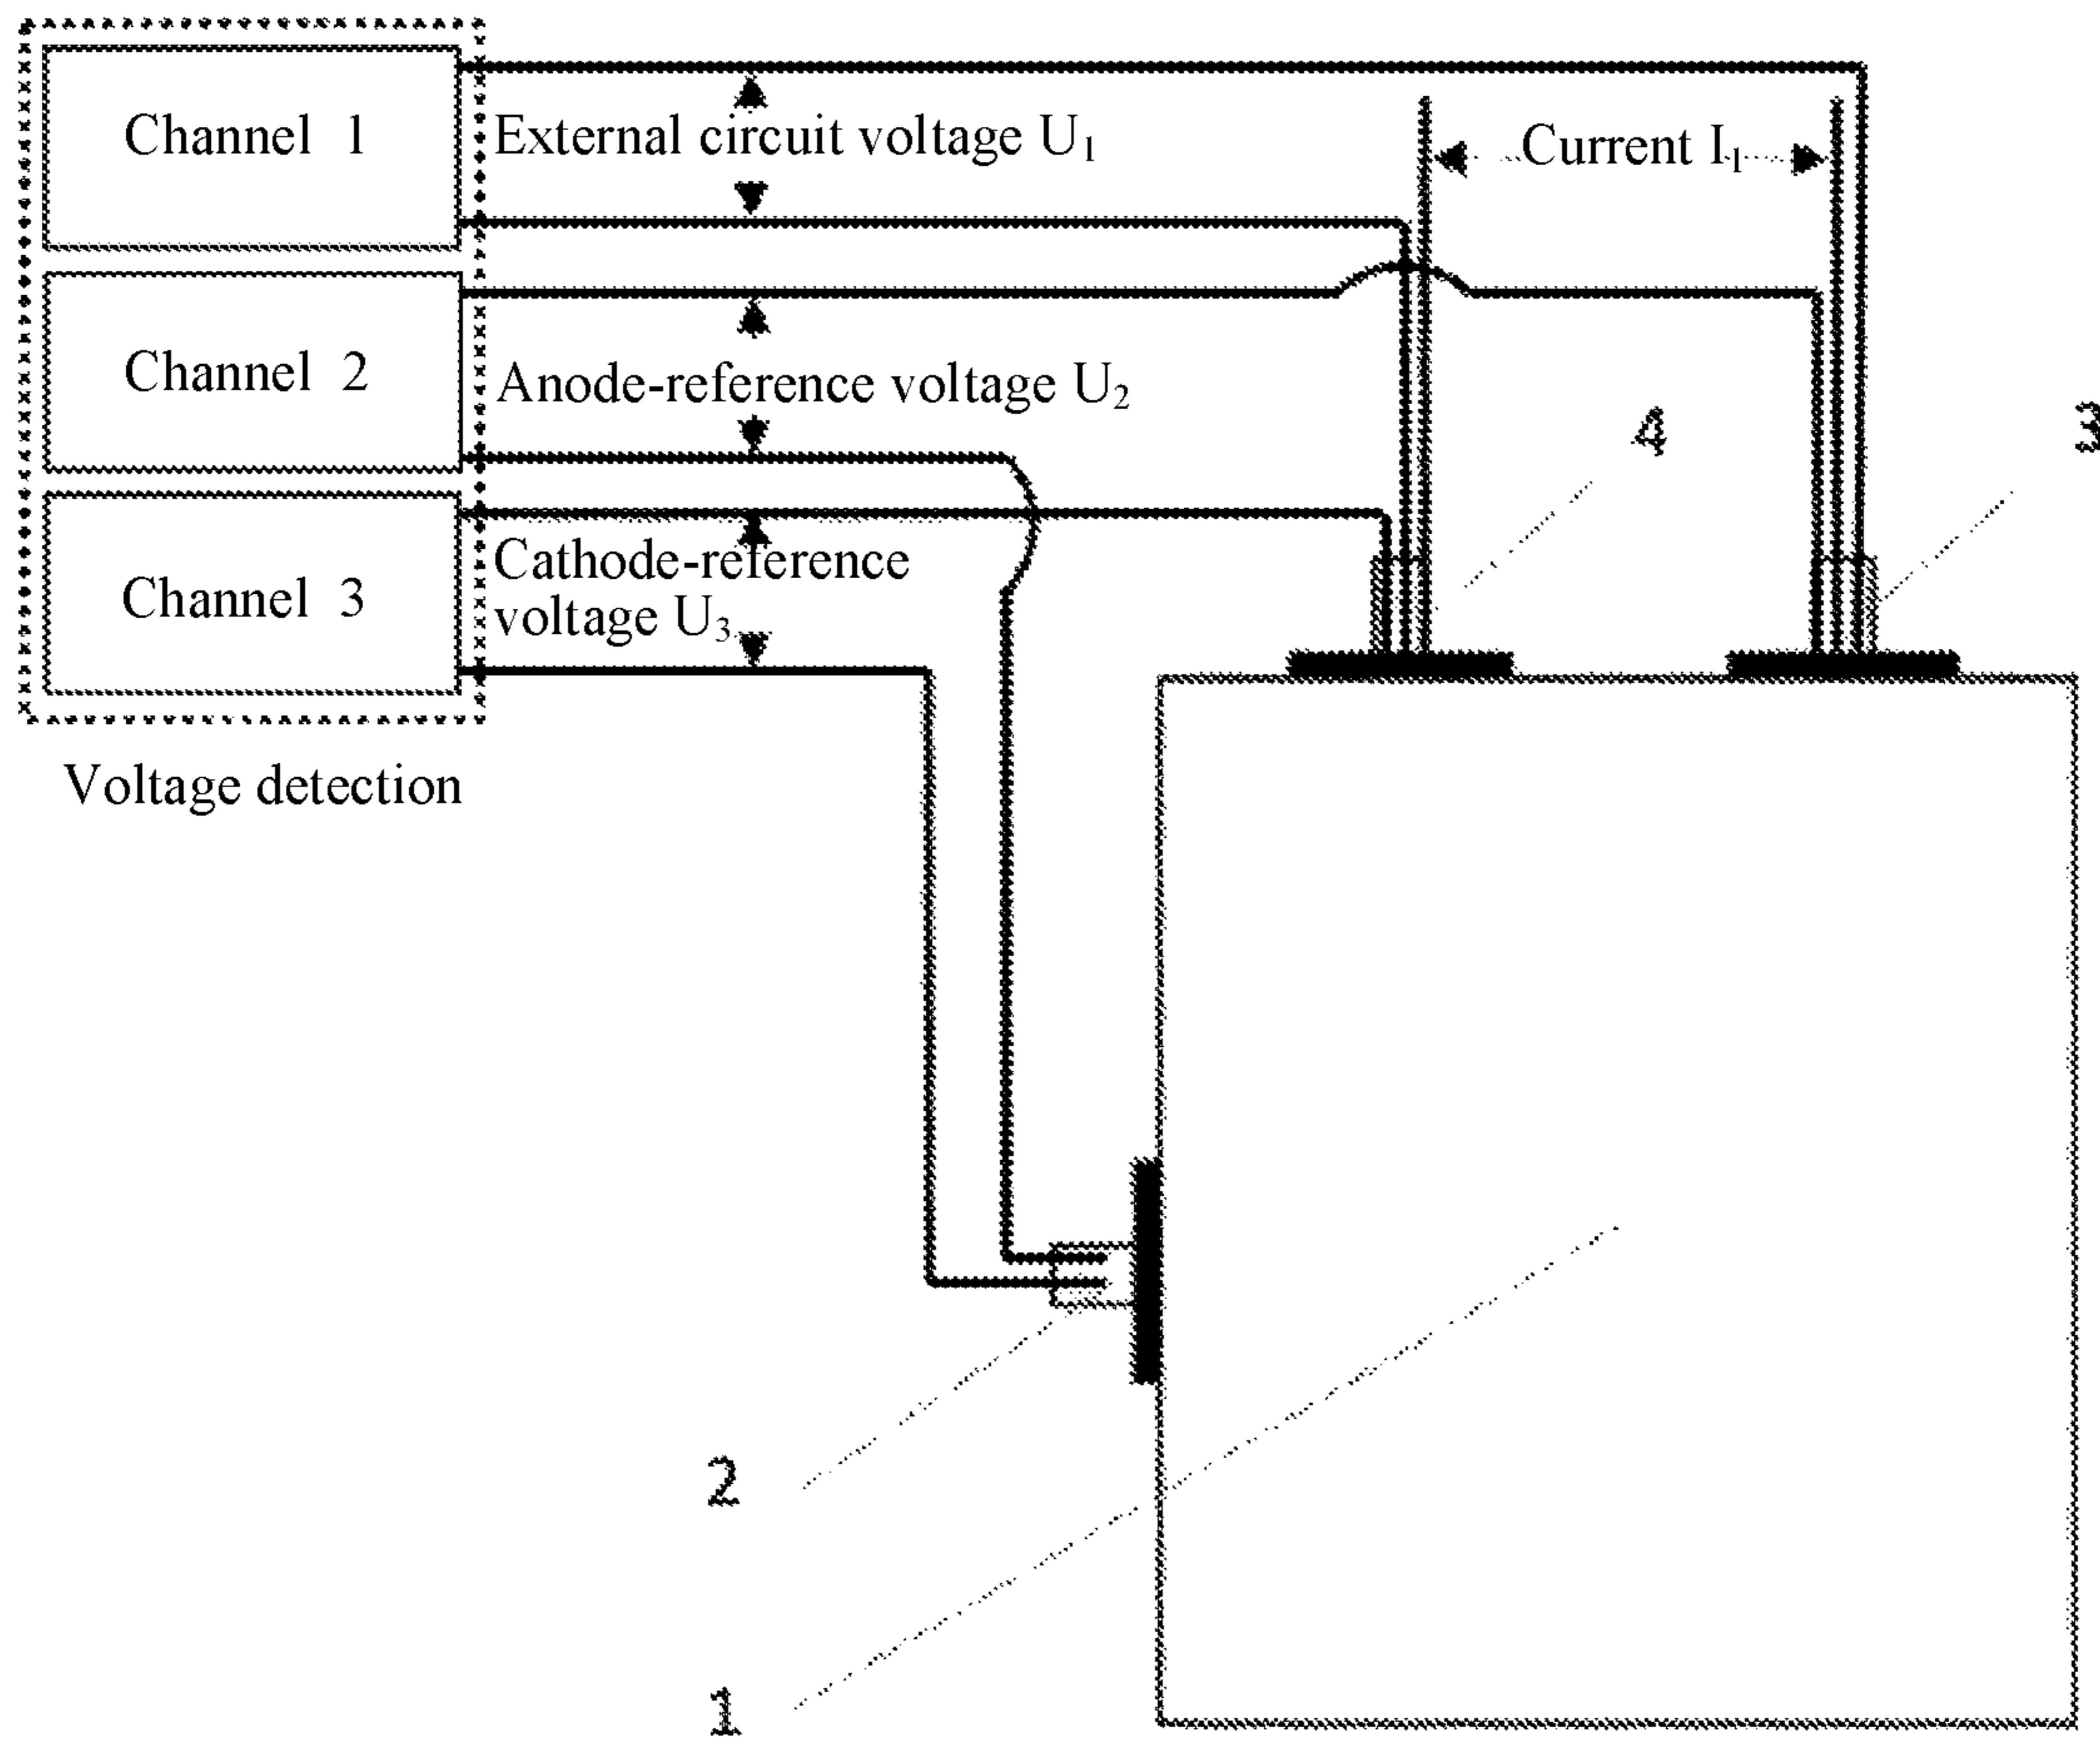 Channel 1
External circuit voltage U₁
Current I₁
Channel 2
Anode-reference voltage U₂
4
3
Channel 3
Cathode-reference
voltage U₃
Voltage detection
2
1